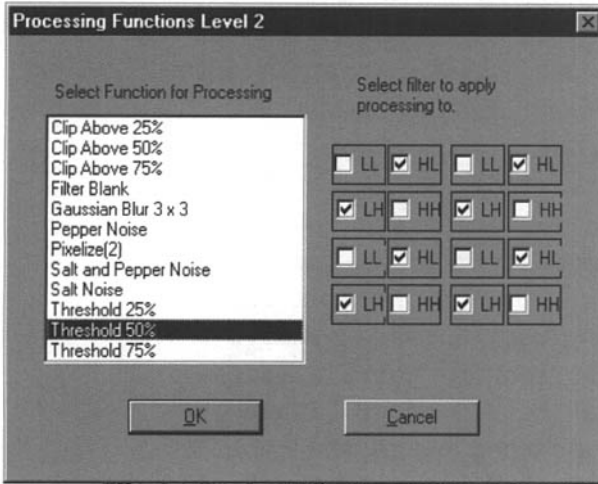 Processing Functions Level 2
Select Function for Processing
Select filter to apply
processing to.
Clip Above 25%
Clip Above 50%
Clip Above 75%
Filter Blank
Gaussian Blur 3 x 3
Pepper Noise
Pixelize(2)
Salt and Pepper Noise
Salt Noise
Threshold 25%
Threshold 50%
Threshold 75%
LL HL LL HL
LH HH LH HH
LL HL LL HL
LH HH LH HH
OK
Cancel